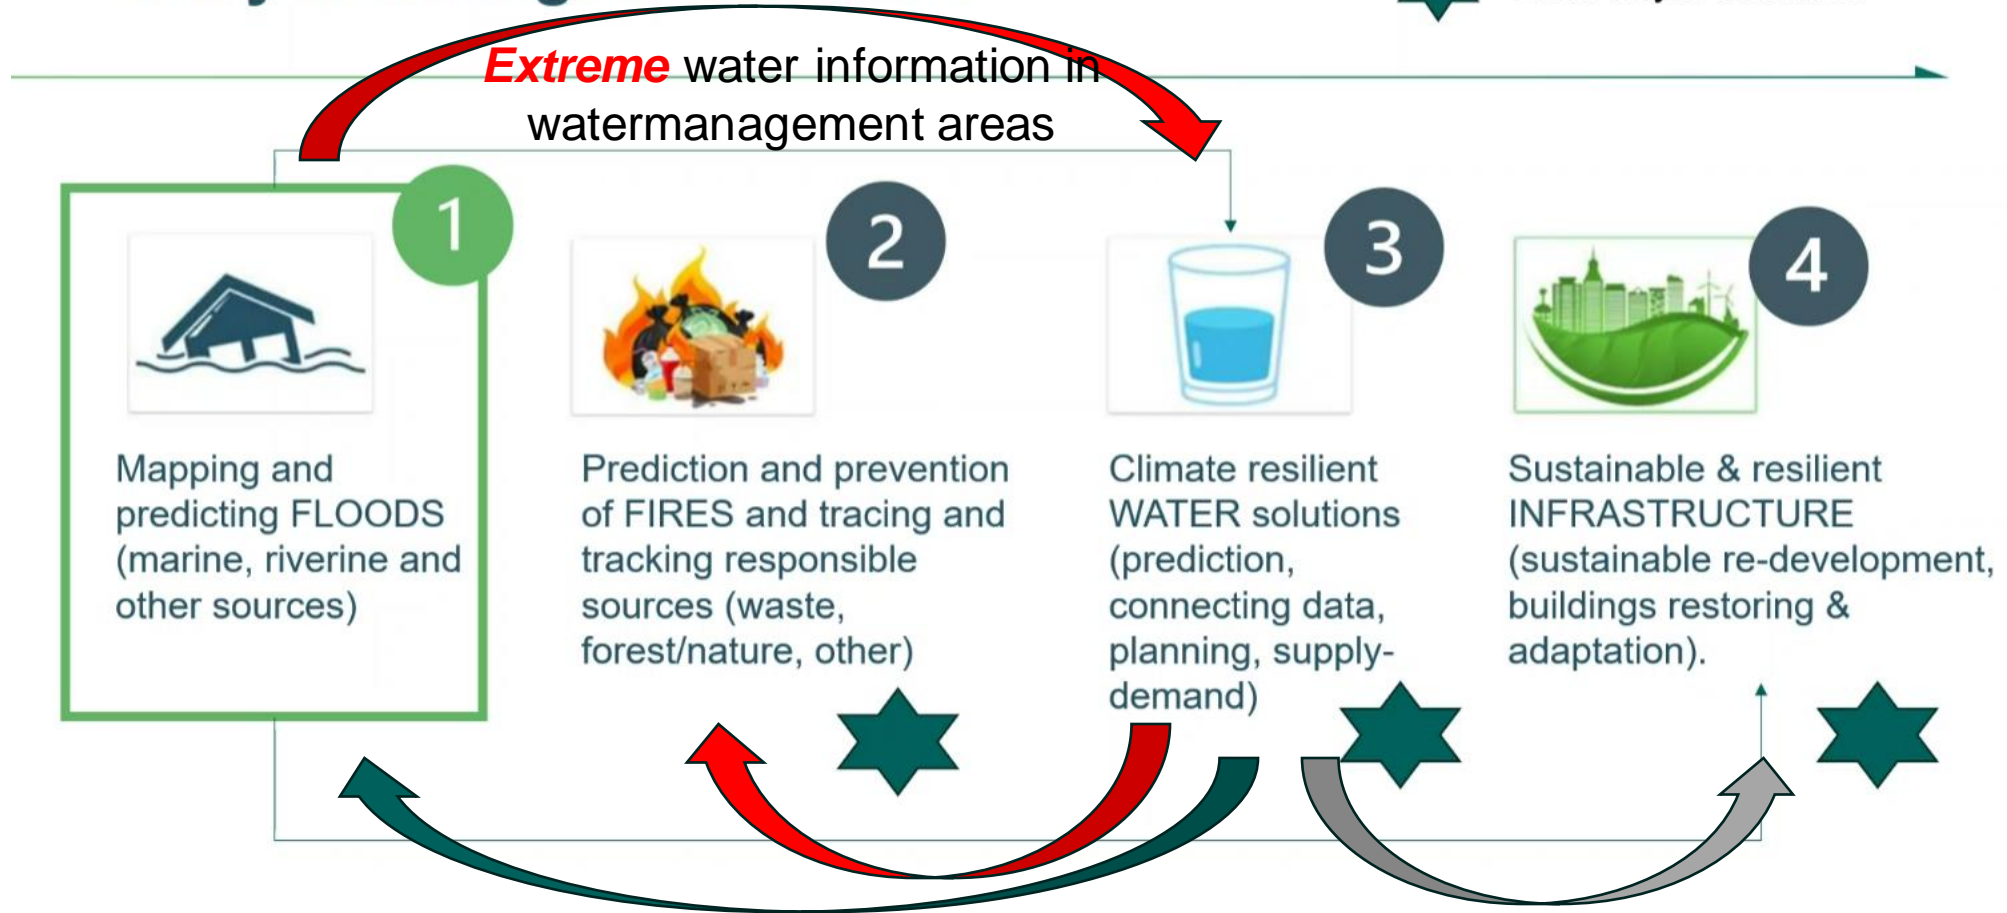 Extreme water information in
watermanagement areas
1
2
3
4
Mapping and
predicting FLOODS
(marine, riverine and
other sources)
Prediction and prevention
of FIRES and tracing and
tracking responsible
sources (waste,
forest/nature, other)
Climate resilient
WATER solutions
(prediction,
connecting data,
planning, supply-
demand)
Sustainable & resilient
INFRASTRUCTURE
(sustainable re-development,
buildings restoring &
adaptation).